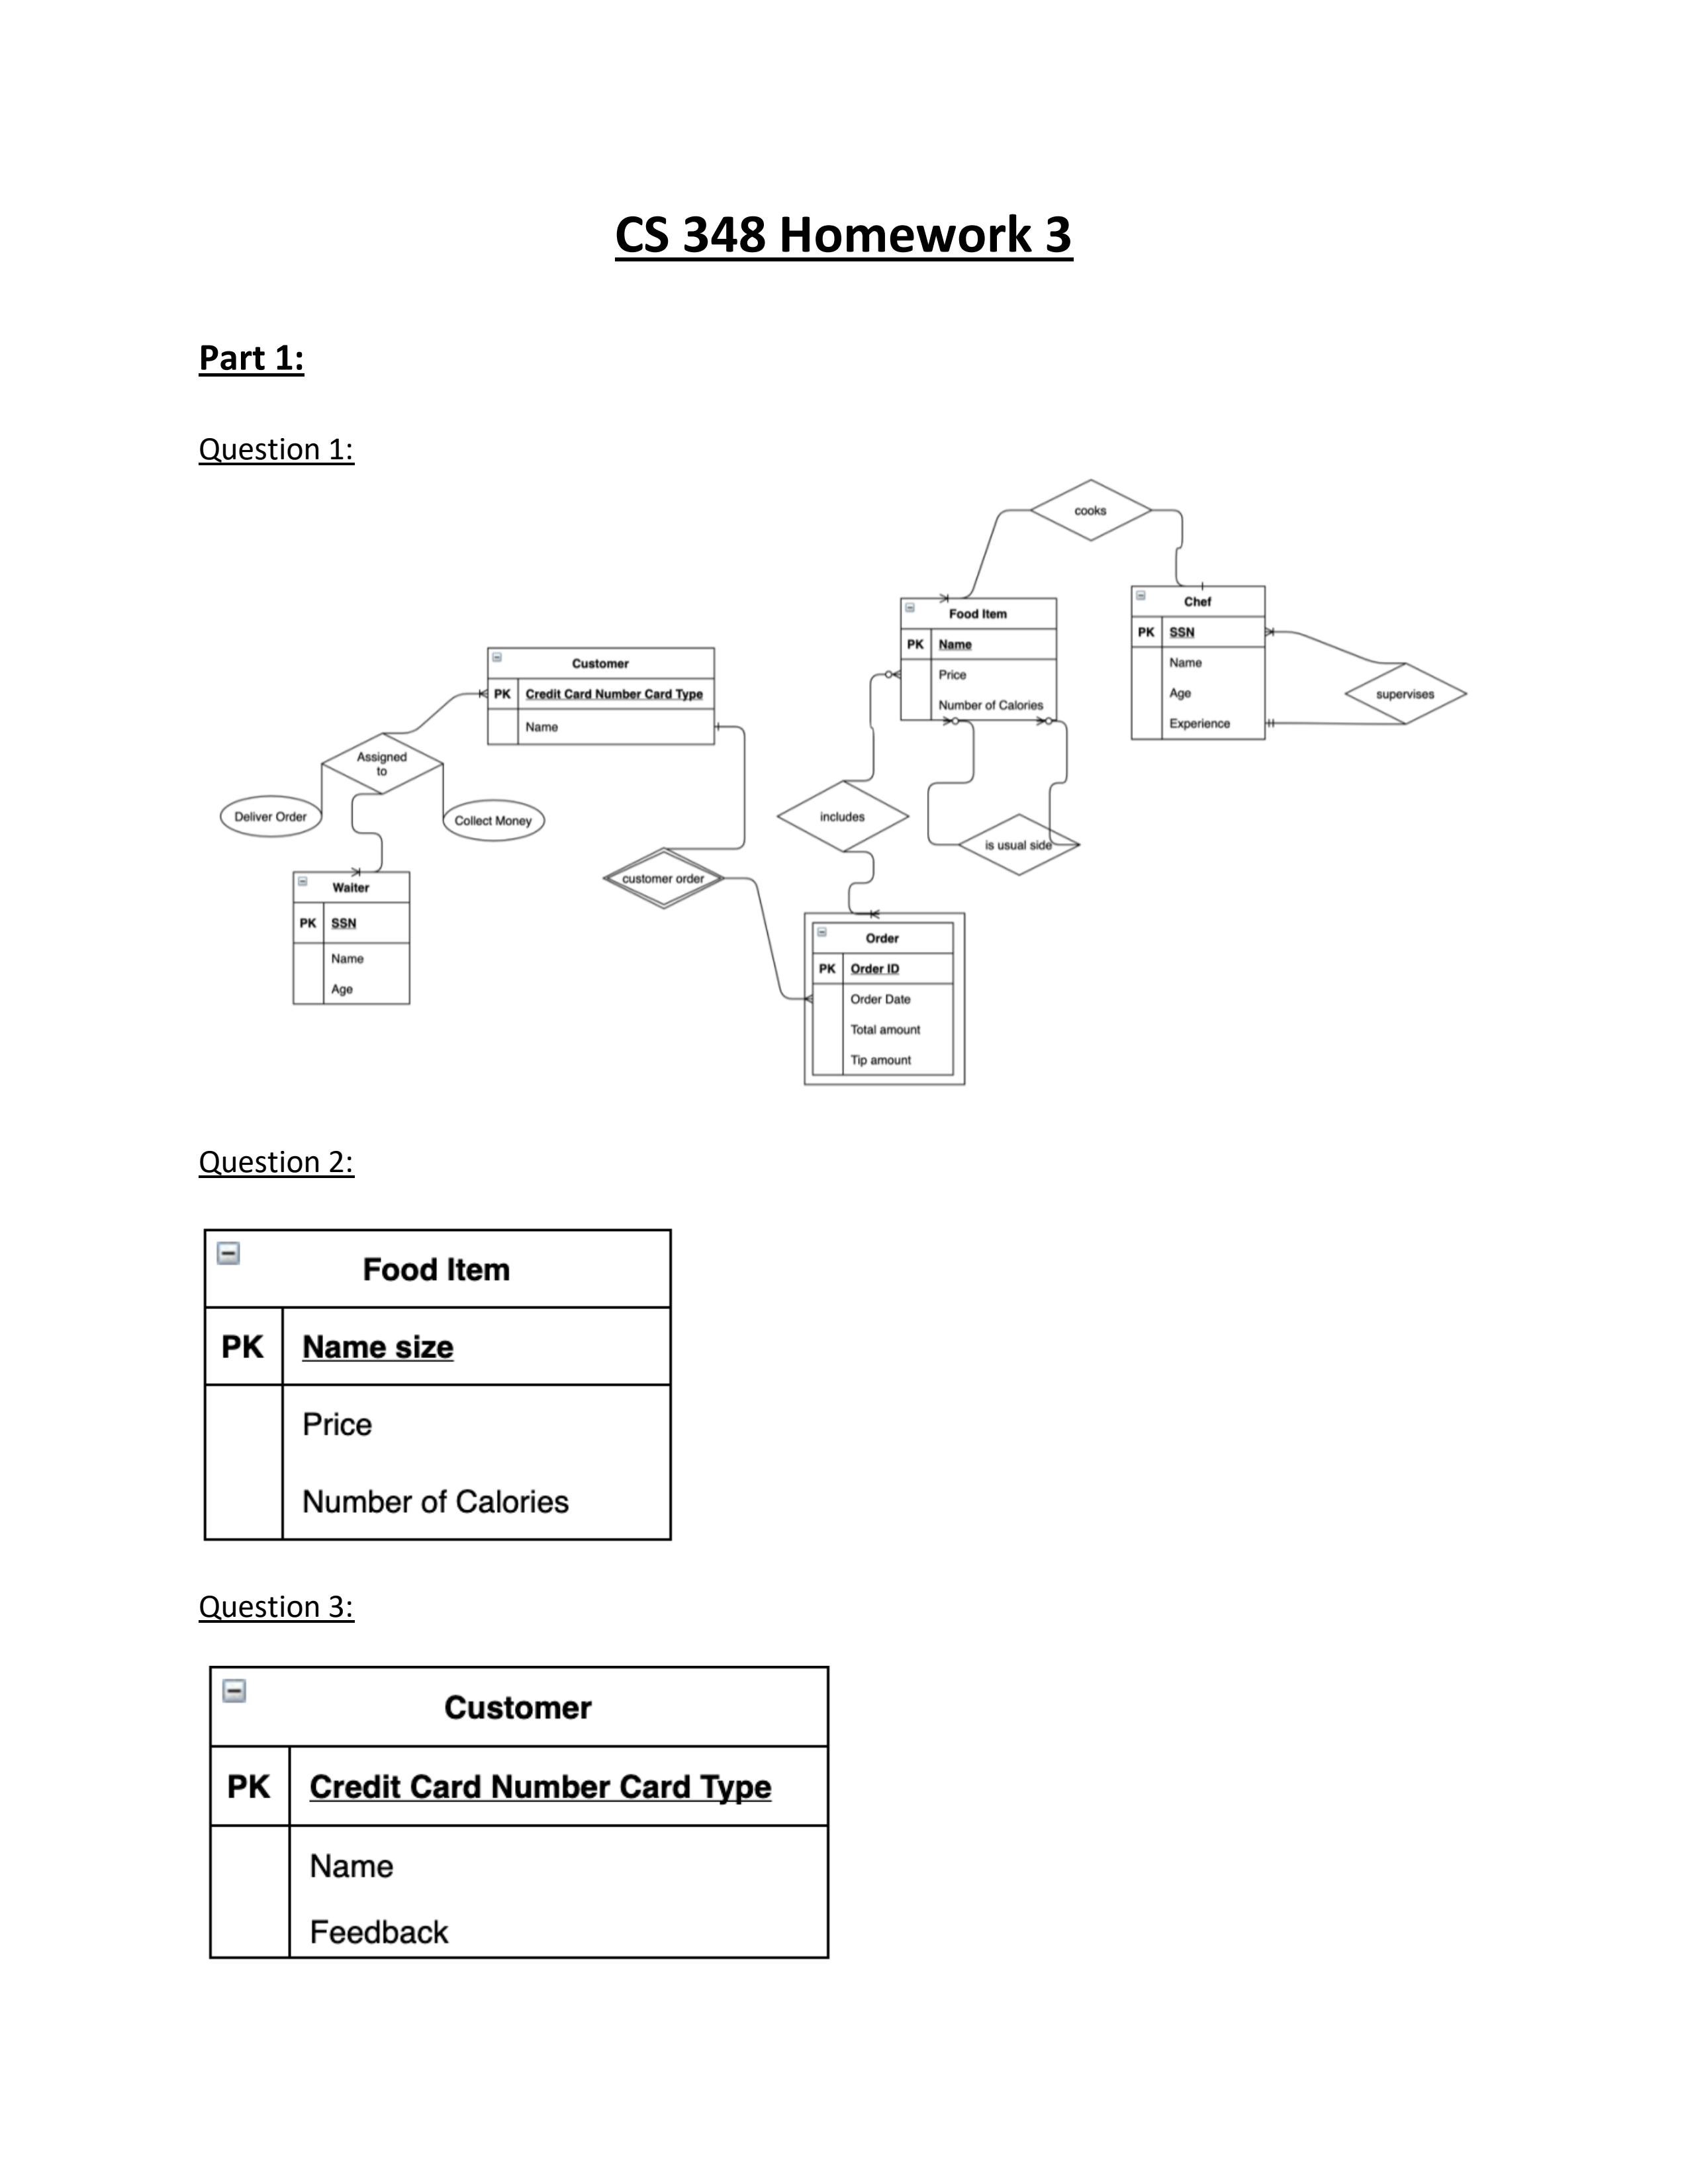 CS 348 Homework 3
Part 1:
Question 1:
cooks
Food Item
PK Name
Price
Number of Calories
Chef
PK SSN
Name
Age
Experience
supervises
Customer
PK Credit Card Number Card Type
Name
Assigned
to
Deliver Order
Collect Money
includes
is usual side
customer order
Waiter
PK SSN
Name
Age
Order
PK Order ID
Order Date
Total amount
Tip amount
Question 2:
Food Item
PK Name size
Price
Number of Calories
Question 3:
Customer
PK Credit Card Number Card Type
Name
Feedback